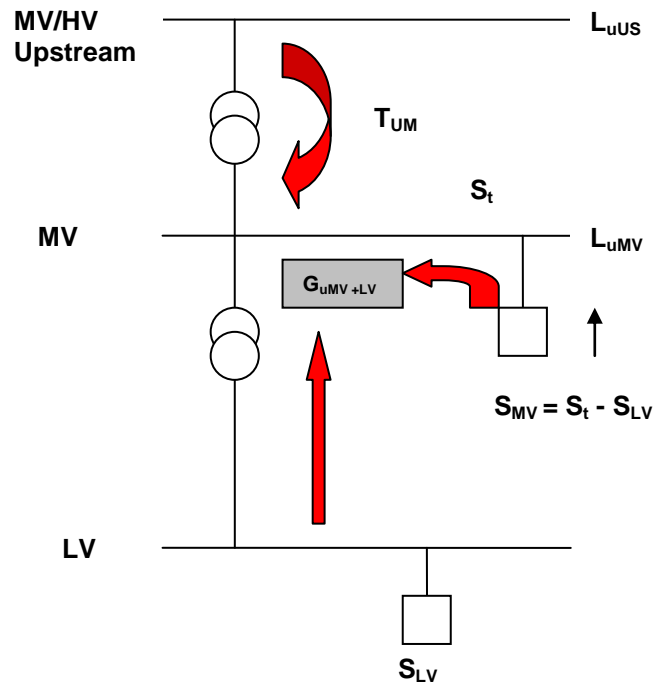 MV/HV
Upstream
LuUS
TUM
St
MV
LuMV
GuMV +LV
SMV = St - SLV
LV
SLV